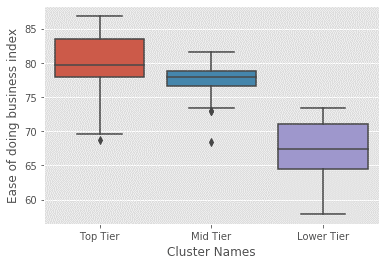 Ease of doing business index
85
80
75
70
65
60
Top Tier
Mid Tier
Lower Tier
Cluster Names